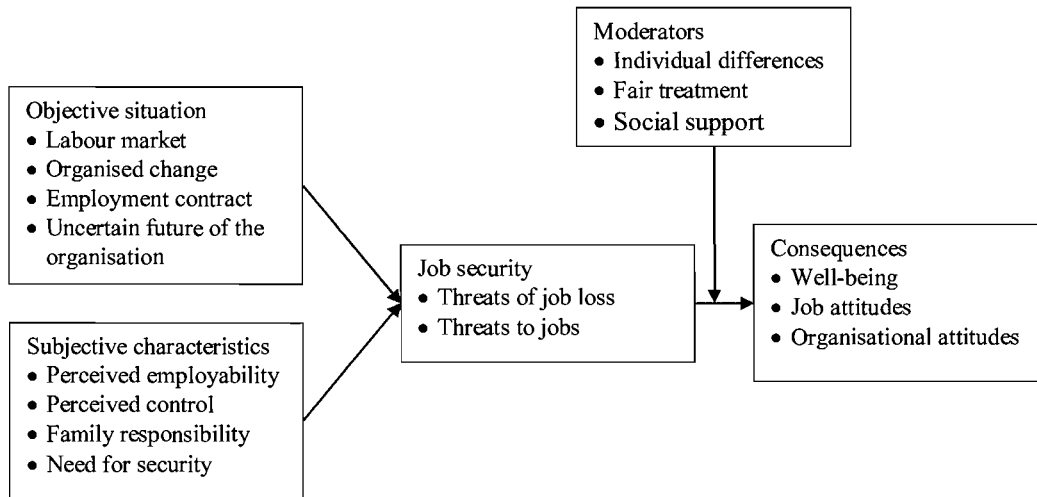 Moderators
• Individual differences
• Fair treatment
• Social support
Objective situation
• Labour market
• Organised change
• Employment contract
• Uncertain future of the
organisation
Job security
• Threats of job loss
• Threats to jobs
Consequences
• Well-being
• Job attitudes
• Organisational attitudes
Subjective characteristics
• Perceived employability
• Perceived control
• Family responsibility
• Need for security